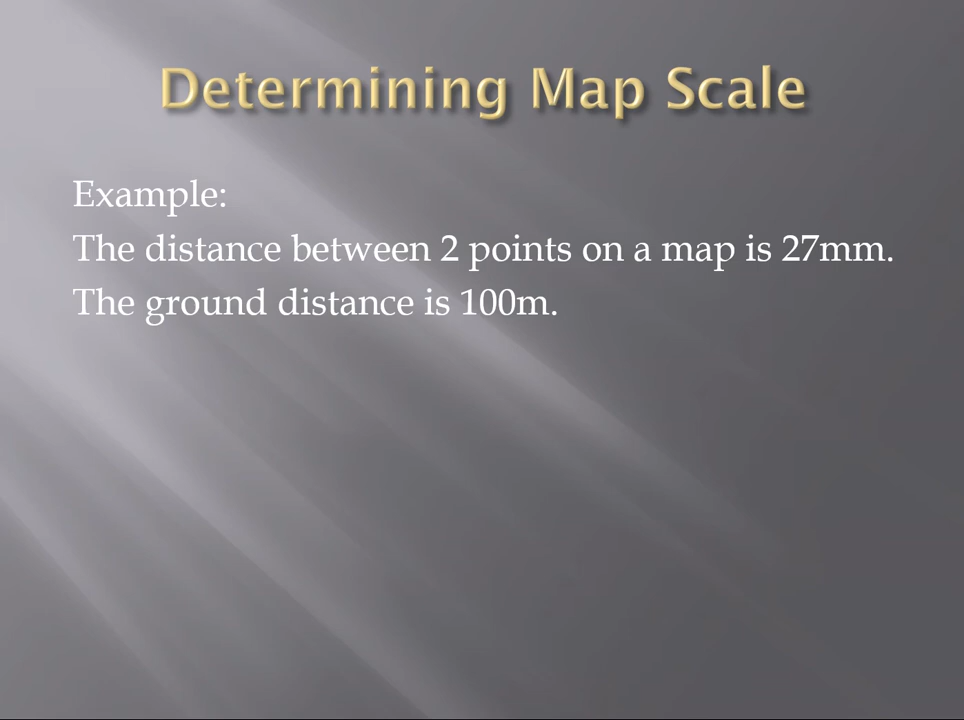 Determining Map Scale
Example:
The distance between 2 points on a map is 27mm.
The ground distance is 100m.